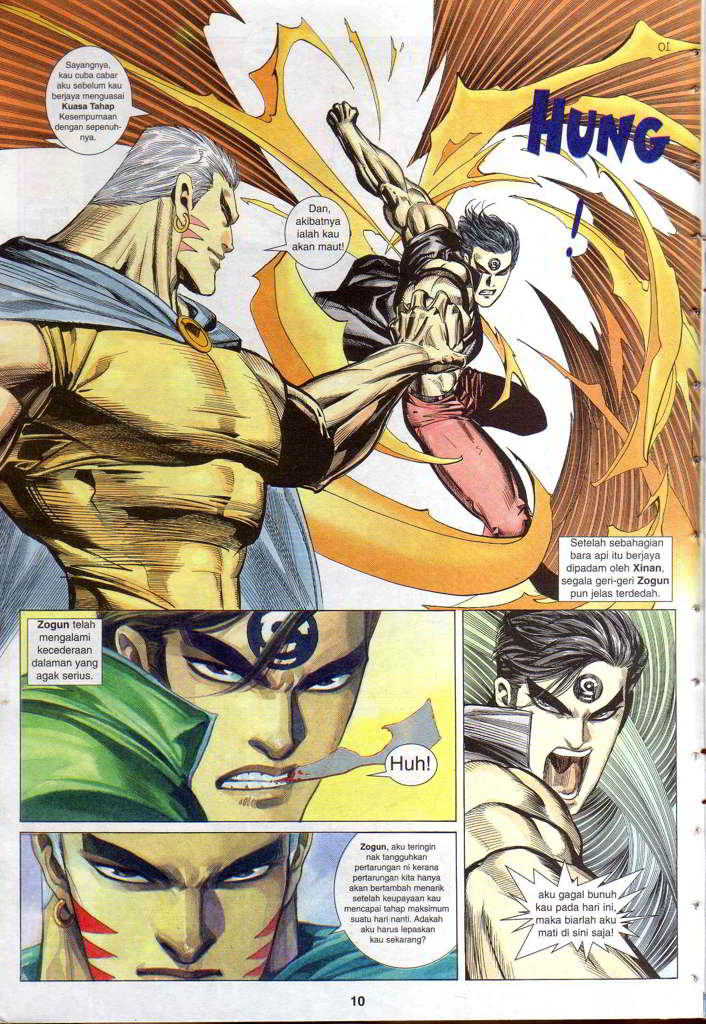 Sayangnya,
kau cuba cabar
aku sebelum kau
berjaya menguasai
Kuasa Tahap
Kesempurnaan
dengan sepenuh-
nya.
HUNG
!
Dan,
akibatnya
ialah kau
akan maut!
Setelah sebahagian
bara api itu berjaya
dipadam oleh Xinan,
segala geri-geri Zogun
pun jelas terdedah.
Zogun telah
mengalami
kecederaan
dalaman yang
agak serius.
Huh!
aku gagal bunuh
kau pada hari ini,
maka biarlah aku
mati di sini saja!
Zogun, aku teringin
nak tangguhkan
pertarungan ni kerana
pertarungan kita hanya
akan bertambah menarik
setelah keupayaan kau
mencapai tahap maksimum
suatu hari nanti. Adakah
aku harus lepaskan
kau sekarang?
10